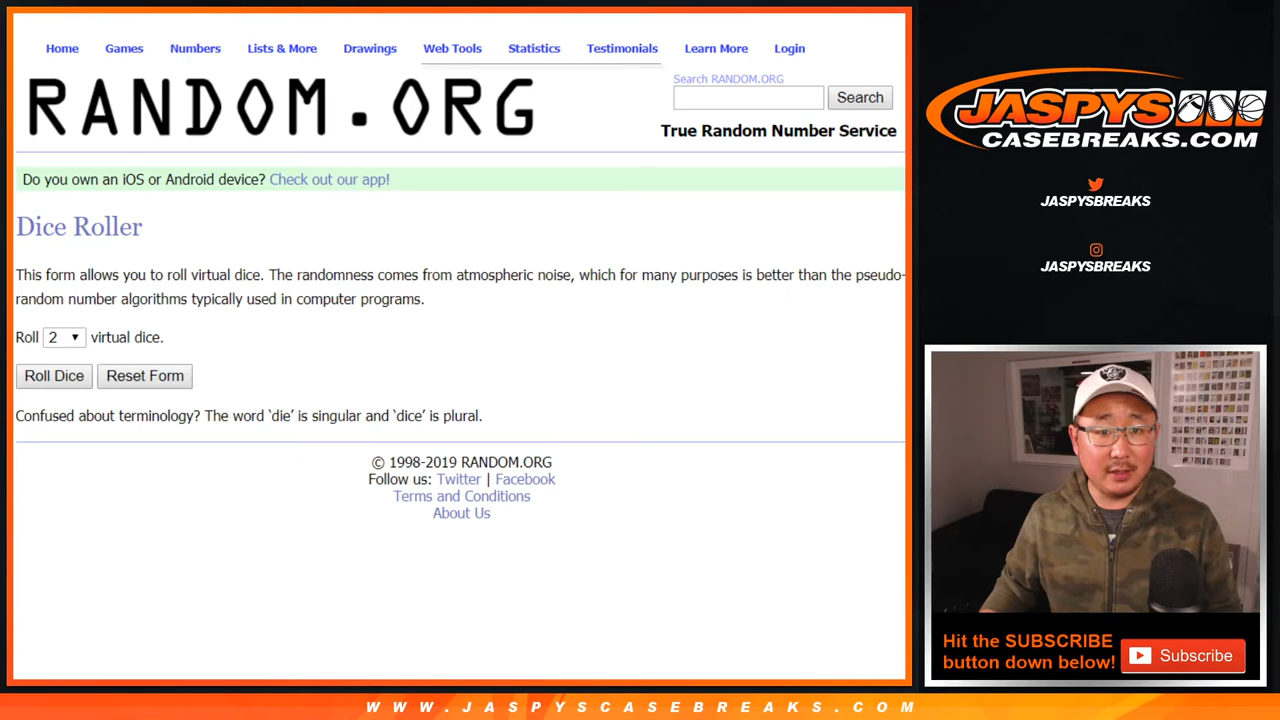 Home Games Numbers Lists & More Drawings Web Tools Statistics Testimonials Learn More Login
RANDOM.ORG
Search RANDOM.ORG
Search
True Random Number Service
Do you own an iOS or Android device? Check out our app!
Dice Roller
This form allows you to roll virtual dice. The randomness comes from atmospheric noise, which for many purposes is better than the pseudo-
random number algorithms typically used in computer programs.
Roll 2 ▼ virtual dice.
Roll Dice Reset Form
Confused about terminology? The word ‘die’ is singular and ‘dice’ is plural.
© 1998-2019 RANDOM.ORG
Follow us: Twitter | Facebook
Terms and Conditions
About Us
JASPYS
CASEBREAKS.COM
JASPYSBREAKS
JASPYSBREAKS
Hit the SUBSCRIBE
button down below!
Subscribe
WWW.JASPYSCASEBREAKS.COM